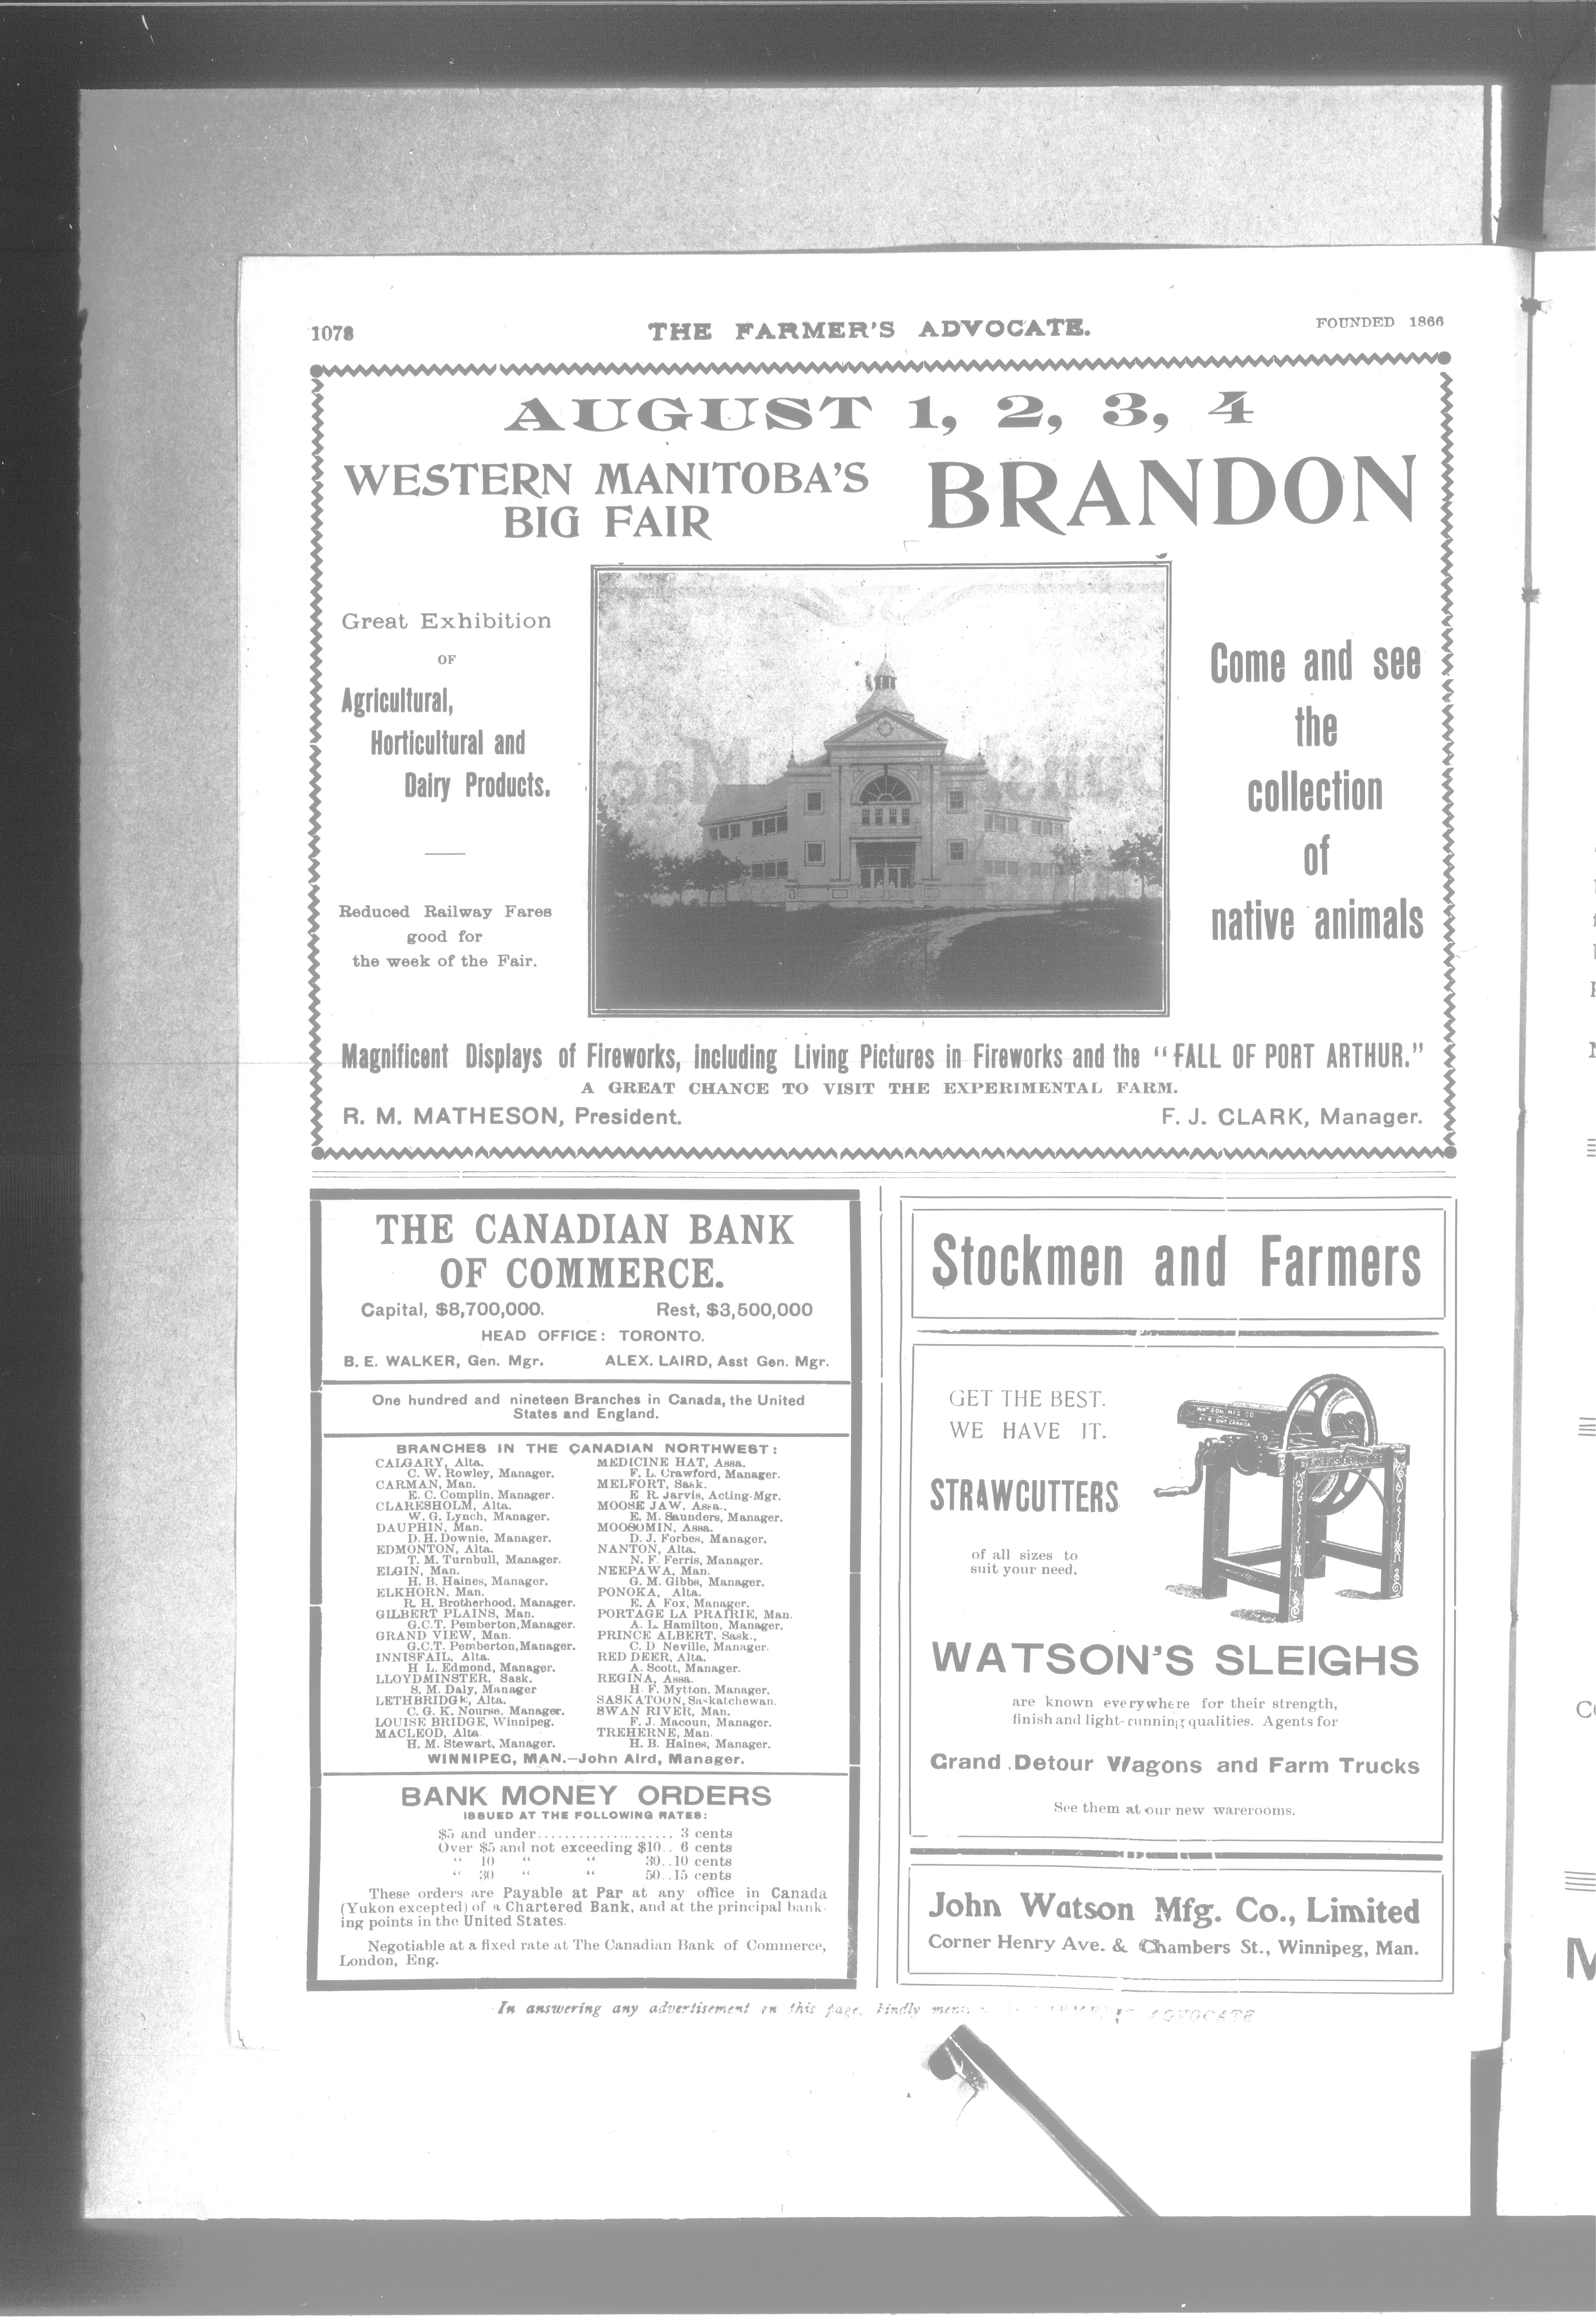 1078
THE FARMER'S ADVOCATE.
FOUNDED 1866
AUGUST 1, 2, 3, 4
WESTERN MANITOBA'S
BIG FAIR
BRANDON
Great Exhibition
OF
Agricultural,
Horticultural and
Dairy Products.
Reduced Railway Fares
good for
the week of the Fair.
Come and see
the
collection
of
native animals
Magnificent Displays of Fireworks, including Living Pictures in Fireworks and the "FALL OF PORT ARTHUR."
A GREAT CHANCE TO VISIT THE EXPERIMENTAL FARM.
R. M. MATHESON, President.
F. J. CLARK, Manager.
THE CANADIAN BANK
OF COMMERCE.
Capital, $8,700,000. Rest, $3,500,000
HEAD OFFICE: TORONTO.
B. E. WALKER, Gen. Mgr. ALEX. LAIRD, Asst Gen. Mgr.
One hundred and nineteen Branches in Canada, the United
States and England.
BRANCHES IN THE CANADIAN NORTHWEST:
CALGARY, Alta.
C. W. Rowley, Manager.
CARMAN, Man.
E. C. Complin, Manager.
CLARESHOLM, Alta.
W. G. Lynch, Manager.
DAUPHIN, Man.
D. H. Downie, Manager.
EDMONTON, Alta.
T. M. Turnbull, Manager.
ELGIN, Man.
H. B. Haines, Manager.
ELKHORN, Man.
R. H. Brotherhood, Manager.
GILBERT PLAINS, Man.
G.C.T. Pemberton, Manager.
GRAND VIEW, Man.
G.C.T. Pemberton, Manager.
INNISFAIL, Alta.
H L. Edmond, Manager.
LLOYDMINSTER, Sask.
S. M. Daly, Manager
LETHBRIDGE, Alta.
C. G. K. Nourse, Manager.
LOUISE BRIDGE, Winnipeg.
MACLEOD, Alta.
H. M. Stewart, Manager.
MEDICINE HAT, Assa.
F. L. Crawford, Manager.
MELFORT, Sask.
E R. Jarvis, Acting-Mgr.
MOOSE JAW, Assa.,
E. M. Saunders, Manager.
MOOSOMIN, Assa.
D. J. Forbes, Manager.
NANTON, Alta.
N. F. Ferris, Manager.
NEEPAWA, Man.
G. M. Gibbs, Manager.
PONOKA, Alta.
E. A Fox, Manager.
PORTAGE LA PRAIRIE, Man.
A. L. Hamilton, Manager.
PRINCE ALBERT, Sask.,
C. D Neville, Manager.
RED DEER, Alta.
A. Scott, Manager.
REGINA, Assa.
H. F. Mytton, Manager.
SASKATOON, Saskatchewan.
SWAN RIVER, Man.
F. J. Macoun, Manager.
TREHERNE, Man.
H. B. Haines, Manager.
WINNIPEG, MAN.—John Aird, Manager.
BANK MONEY ORDERS
ISSUED AT THE FOLLOWING RATES:
$5 and under...................... 3 cents
Over $5 and not exceeding $10.. 6 cents
" 10 " " 30..10 cents
" 30 " " 50..15 cents
These orders are Payable at Par at any office in Canada
(Yukon excepted) of a Chartered Bank, and at the principal bank-
ing points in the United States.
Negotiable at a fixed rate at The Canadian Bank of Commerce,
London, Eng.
Stockmen and Farmers
GET THE BEST.
WE HAVE IT.
STRAWCUTTERS
of all sizes to
suit your need.
WATSON MFG CO
WATSON'S SLEIGHS
are known everywhere for their strength,
finish and light-running qualities. Agents for
Grand Detour Wagons and Farm Trucks
See them at our new warerooms.
John Watson Mfg. Co., Limited
Corner Henry Ave. & Chambers St., Winnipeg, Man.
In answering any advertisement on this page, kindly ADVOCATE